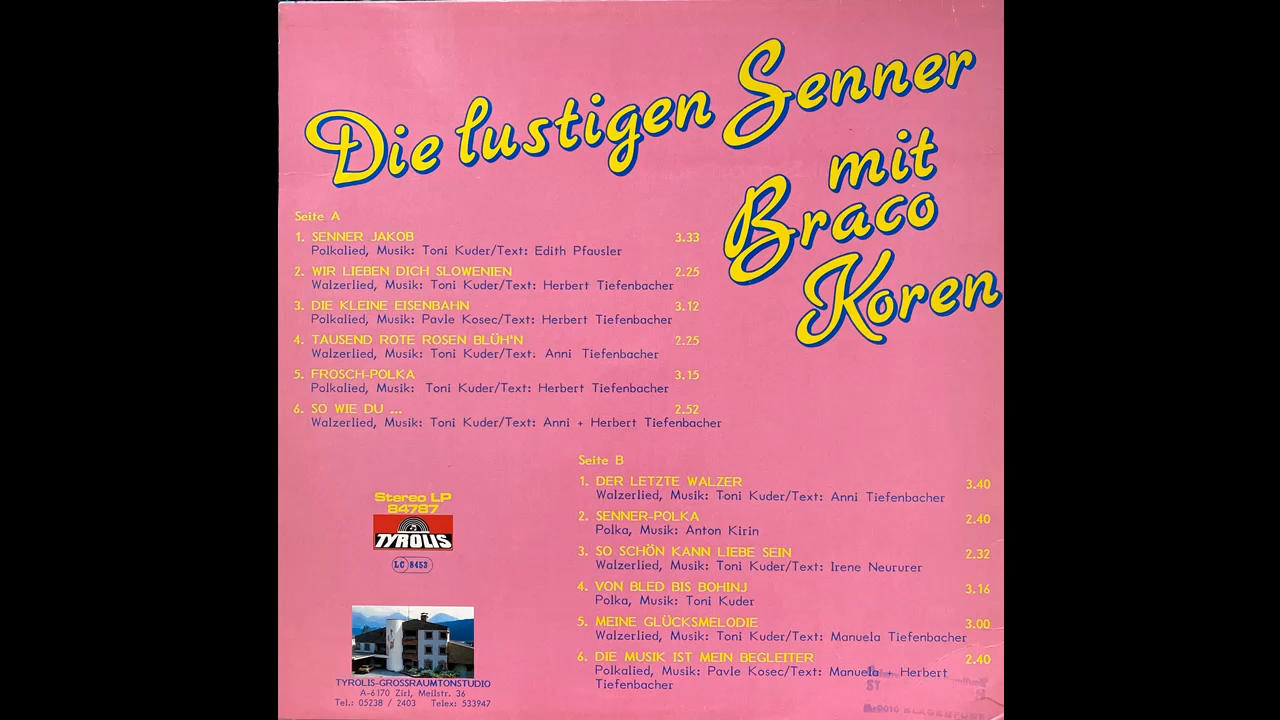 Die lustigen Senner
mit
Braco
Koren
Seite A
1. SENNER JAKOB 3.33
Polkalied, Musik: Toni Kuder/Text: Edith Pfausler
2. WIR LIEBEN DICH SLOWENIEN 2.25
Walzerlied, Musik: Toni Kuder/Text: Herbert Tiefenbacher
3. DIE KLEINE EISENBAHN 3.12
Polkalied, Musik: Pavle Kosec/Text: Herbert Tiefenbacher
4. TAUSEND ROTE ROSEN BLÜH'N 2.25
Walzerlied, Musik: Toni Kuder/Text: Anni Tiefenbacher
5. FROSCH-POLKA 3.15
Polkalied, Musik: Toni Kuder/Text: Herbert Tiefenbacher
6. SO WIE DU ... 2.52
Walzerlied, Musik: Toni Kuder/Text: Anni + Herbert Tiefenbacher
Seite B
1. DER LETZTE WALZER 3.40
Walzerlied, Musik: Toni Kuder/Text: Anni Tiefenbacher
2. SENNER-POLKA 2.40
Polka, Musik: Anton Kirin
3. SO SCHÖN KANN LIEBE SEIN 2.32
Walzerlied, Musik: Toni Kuder/Text: Irene Neururer
4. VON BLED BIS BOHINJ 3.16
Polka, Musik: Toni Kuder
5. MEINE GLÜCKSMELODIE 3.00
Walzerlied, Musik: Toni Kuder/Text: Manuela Tiefenbacher
6. DIE MUSIK IST MEIN BEGLEITER 2.40
Polkalied, Musik: Pavle Kosec/Text: Manuela + Herbert
Tiefenbacher
Stereo LP
84787
TYROLIS
LC 8453
TYROLIS-GROSSRAUMTONSTUDIO
A-6170 Zirl, Meilstr. 36
Tel.: 05238 / 2403 Telex: 533947
ST